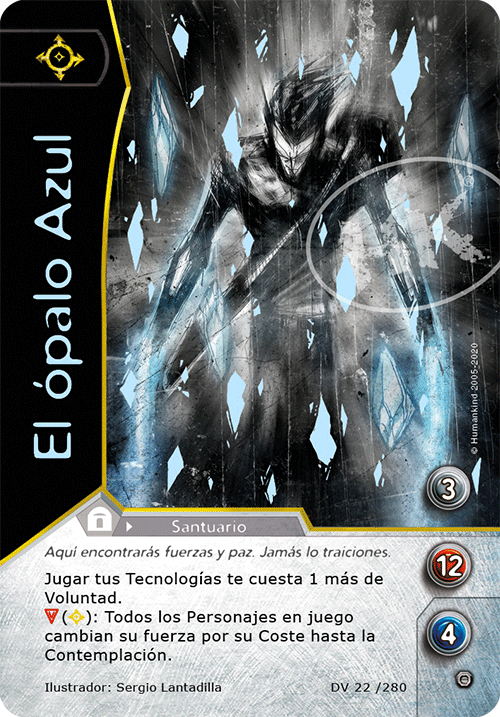 El ópalo Azul
© Humankind 2005-2020
3
Santuario
Aquí encontrarás fuerzas y paz. Jamás lo traiciones.
12
Jugar tus Tecnologías te cuesta 1 más de
Voluntad.
( ): Todos los Personajes en juego
cambian su fuerza por su Coste hasta la
Contemplación.
4
Ilustrador: Sergio Lantadilla
DV 22 /280